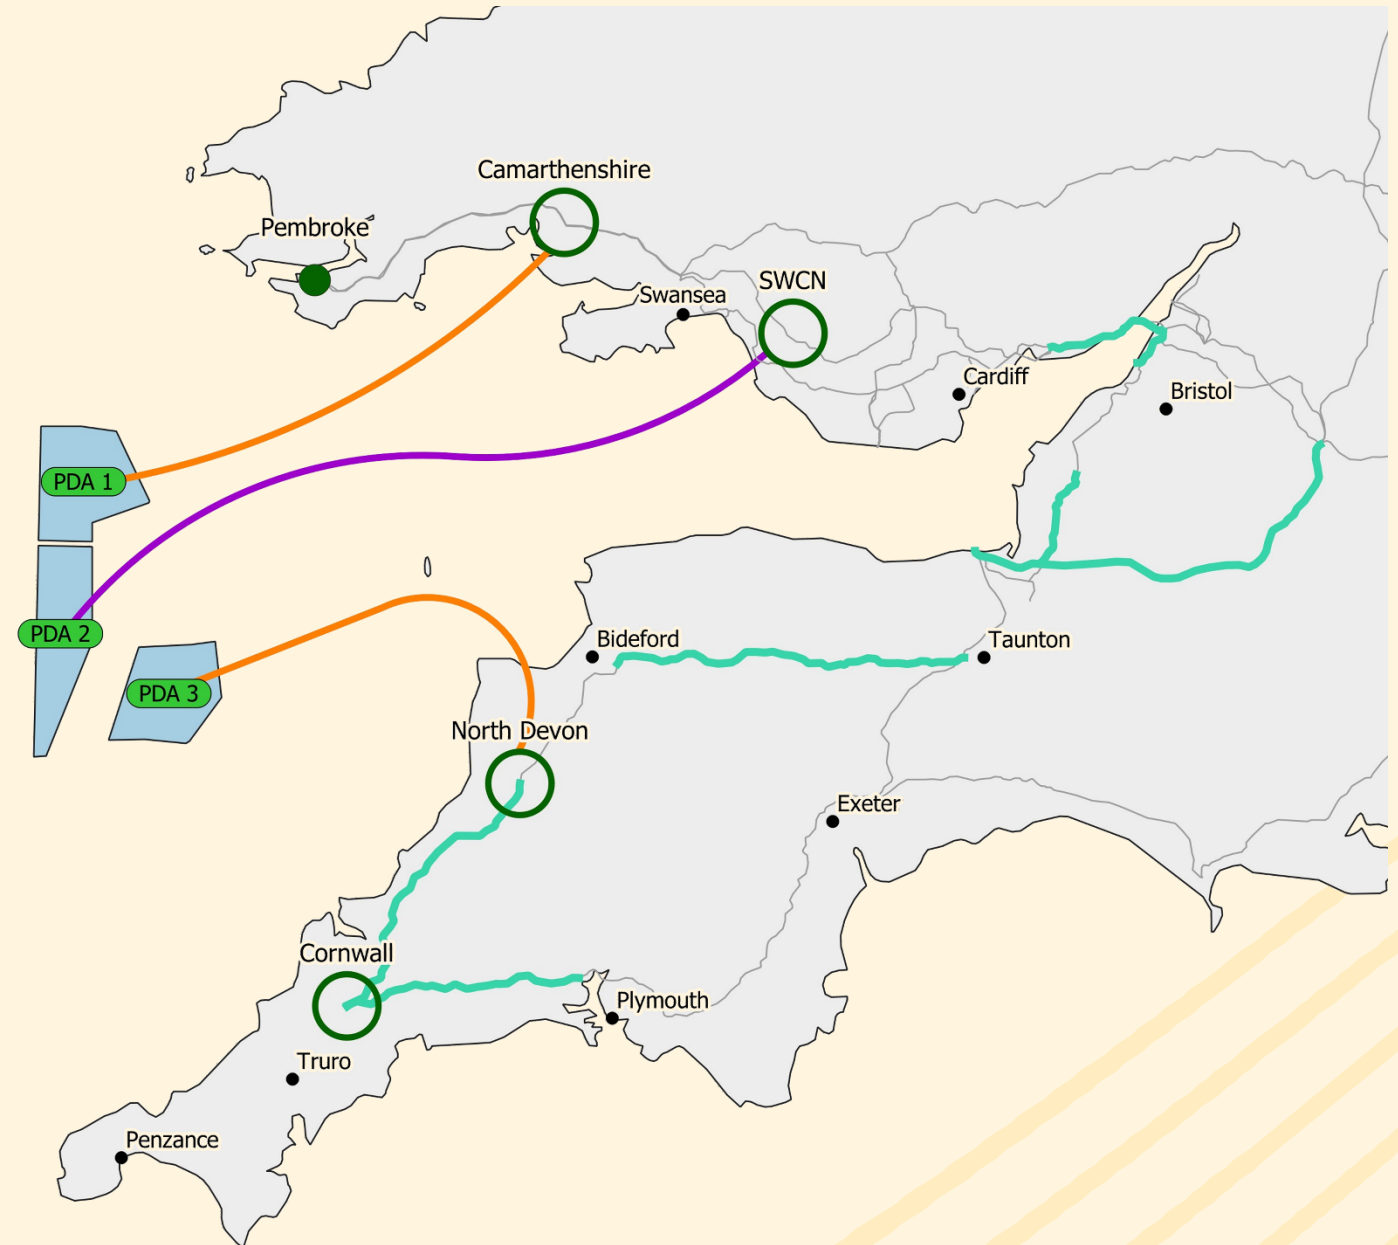 Camarthenshire
Pembroke
SWCN
Swansea
Cardiff
Bristol
PDA 1
PDA 2
Bideford
Taunton
PDA 3
North Devon
Exeter
Cornwall
Plymouth
Truro
Penzance